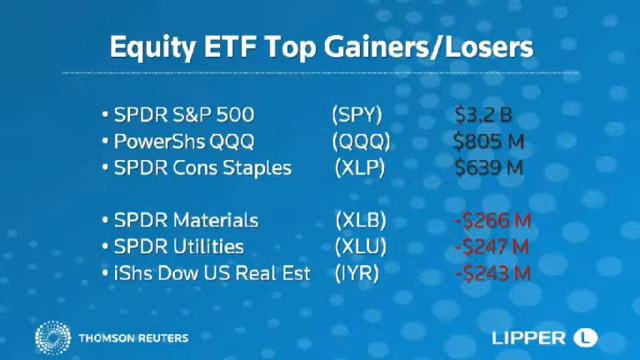 Equity ETF Top Gainers/Losers
• SPDR S&P 500 (SPY) $3.2 B
• PowerShs QQQ (QQQ) $805 M
• SPDR Cons Staples (XLP) $639 M
• SPDR Materials (XLB) -$266 M
• SPDR Utilities (XLU) -$247 M
• iShs Dow US Real Est (IYR) -$243 M
THOMSON REUTERS LIPPER L